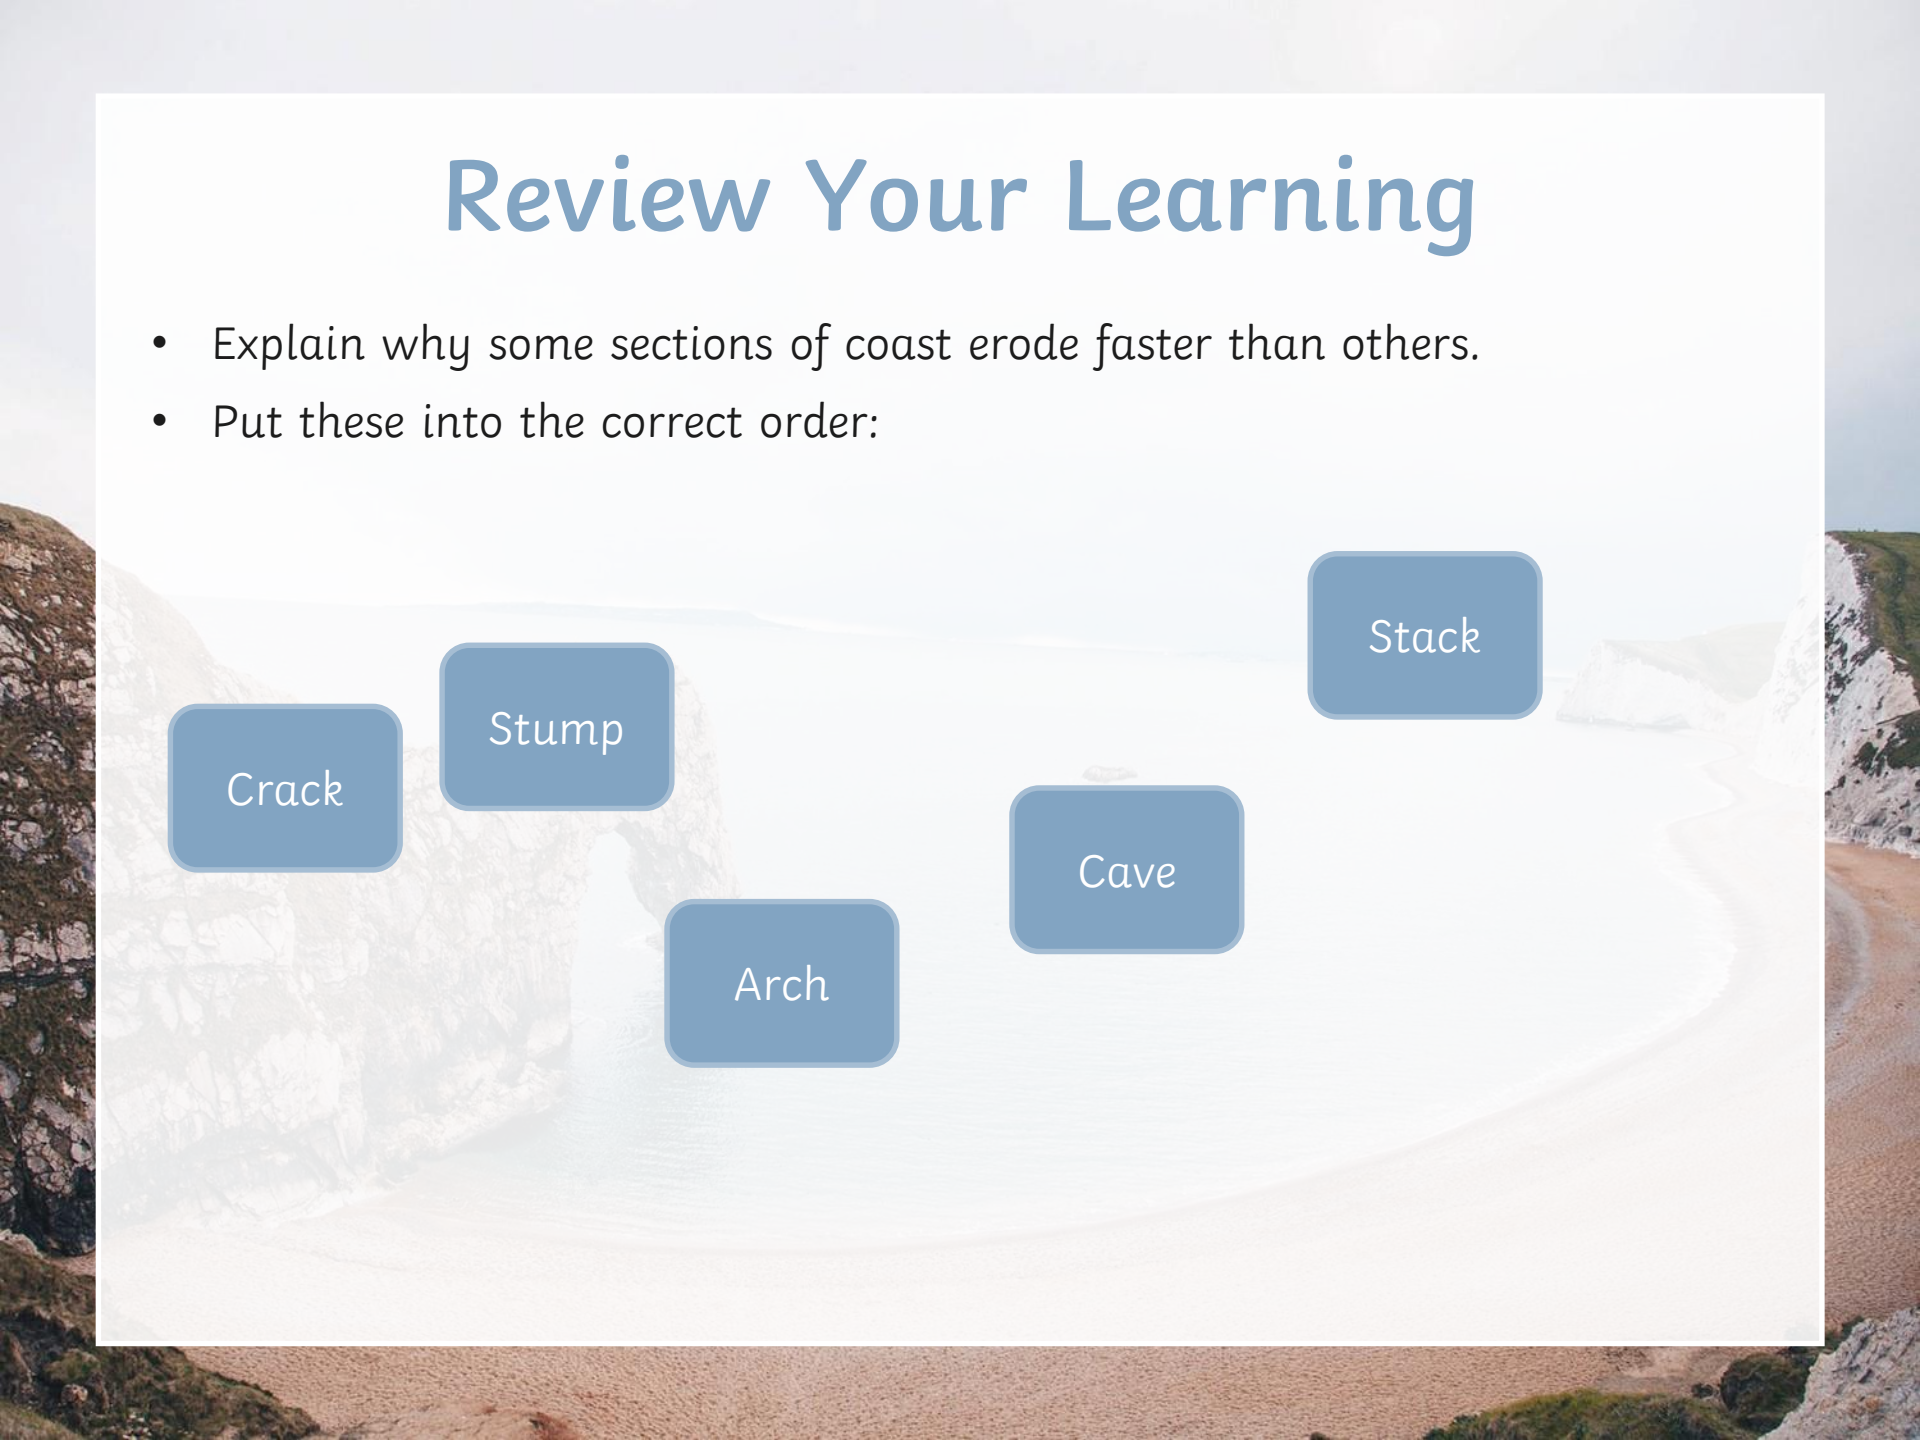 Review Your Learning
• Explain why some sections of coast erode faster than others.
• Put these into the correct order:
Stack
Stump
Crack
Cave
Arch